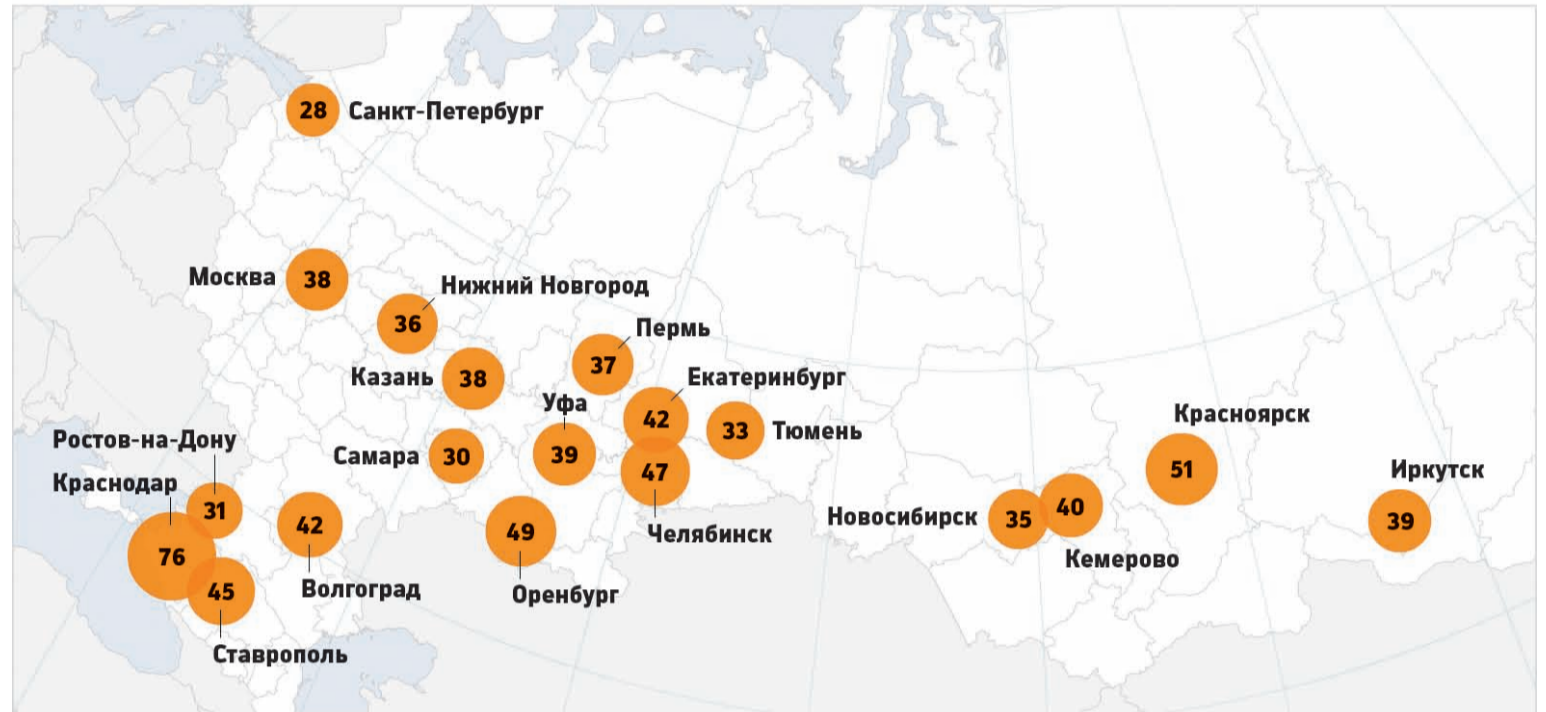 28 Санкт-Петербург
Москва 38
Нижний Новгород
36
Пермь
37
Казань 38
Екатеринбург
42
Уфа
39
33 Тюмень
Самара 30
47
Челябинск
Красноярск
51
Иркутск
39
Ростов-на-Дону
31
Краснодар
76
45
Ставрополь
42
Волгоград
49
Оренбург
Новосибирск 35
40
Кемерово